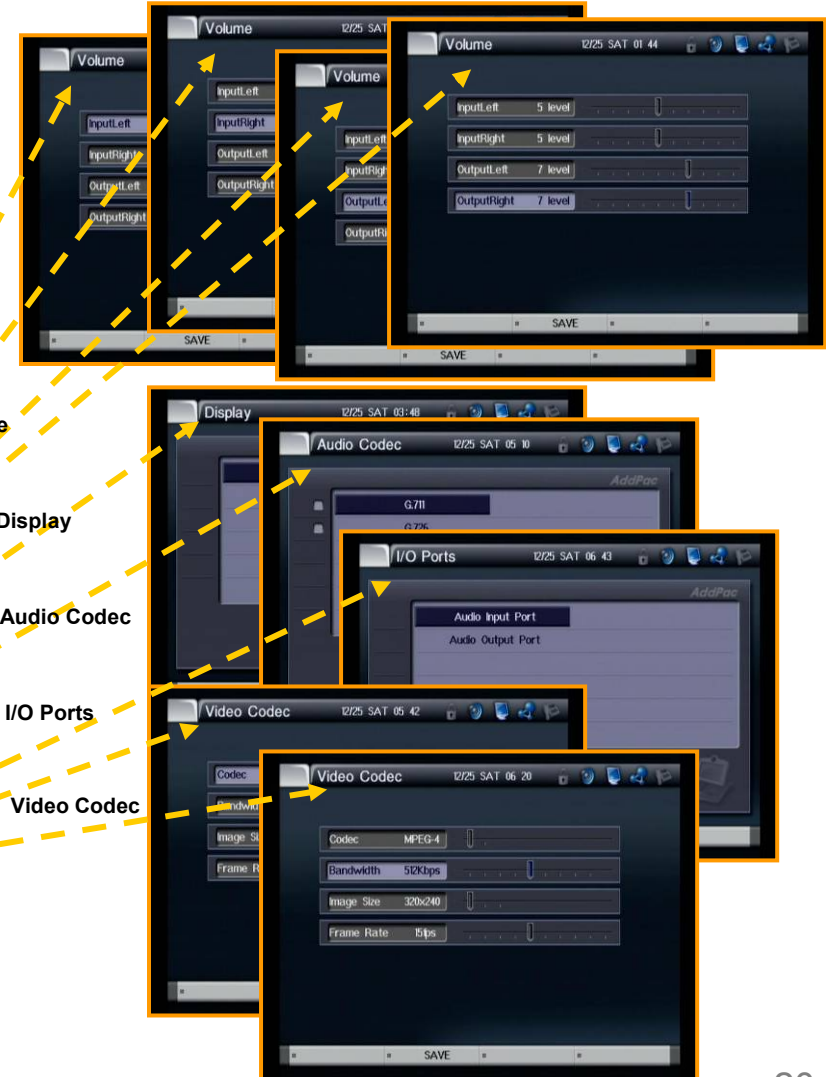 Volume
InputLeft
InputRight
OutputLeft
OutputRight
SAVE
Volume 12/25 SAT
InputLeft
InputRight
OutputLeft
OutputRight
Volume
InputLeft
InputRigh
OutputLe
OutputRi
SAVE
Volume 12/25 SAT 01 44
InputLeft 5 level
InputRight 5 level
OutputLeft 7 level
OutputRight 7 level
SAVE
e
Display
Audio Codec
I/O Ports
Video Codec
Display 12/25 SAT 03:48
Audio Codec 12/25 SAT 05 10
AddPac
G.711
G.726
I/O Ports 12/25 SAT 06 43
AddPac
Audio Input Port
Audio Output Port
Video Codec 12/25 SAT 05 42
Codec
Bandwid
Image Si
Frame R
Video Codec 12/25 SAT 06 20
Codec MPEG-4
Bandwidth 512Kbps
Image Size 320x240
Frame Rate 15fps
SAVE